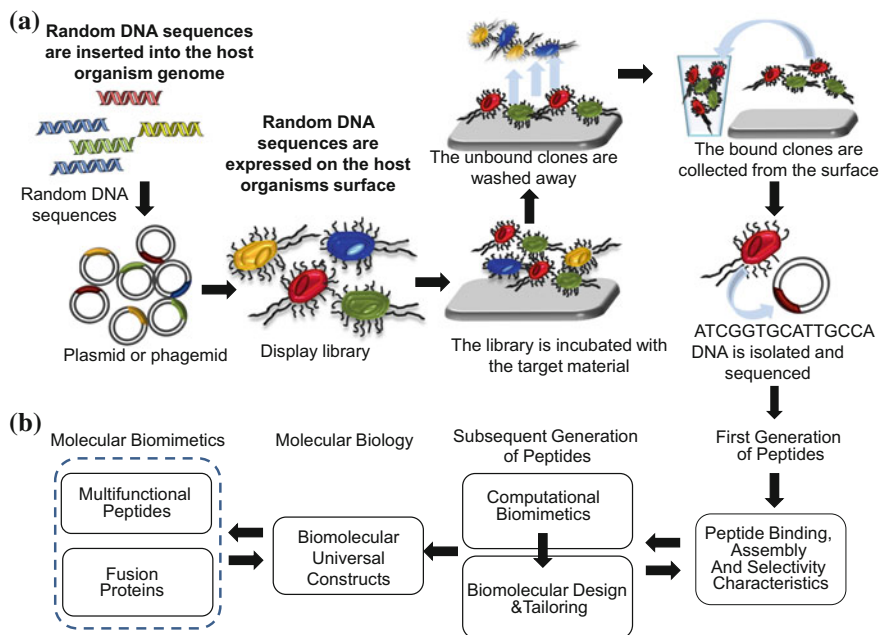 (a)
Random DNA sequences
are inserted into the host
organism genome
Random DNA
sequences
Plasmid or phagemid
Random DNA
sequences are
expressed on the host
organisms surface
Display library
The library is incubated with
the target material
The unbound clones are
washed away
The bound clones are
collected from the surface
ATCGGTGCATTGCCA
DNA is isolated and
sequenced
(b)
Molecular Biomimetics
Multifunctional
Peptides
Fusion
Proteins
Molecular Biology
Biomolecular
Universal
Constructs
Subsequent Generation
of Peptides
Computational
Biomimetics
Biomolecular Design
&Tailoring
First Generation
of Peptides
Peptide Binding,
Assembly
And Selectivity
Characteristics